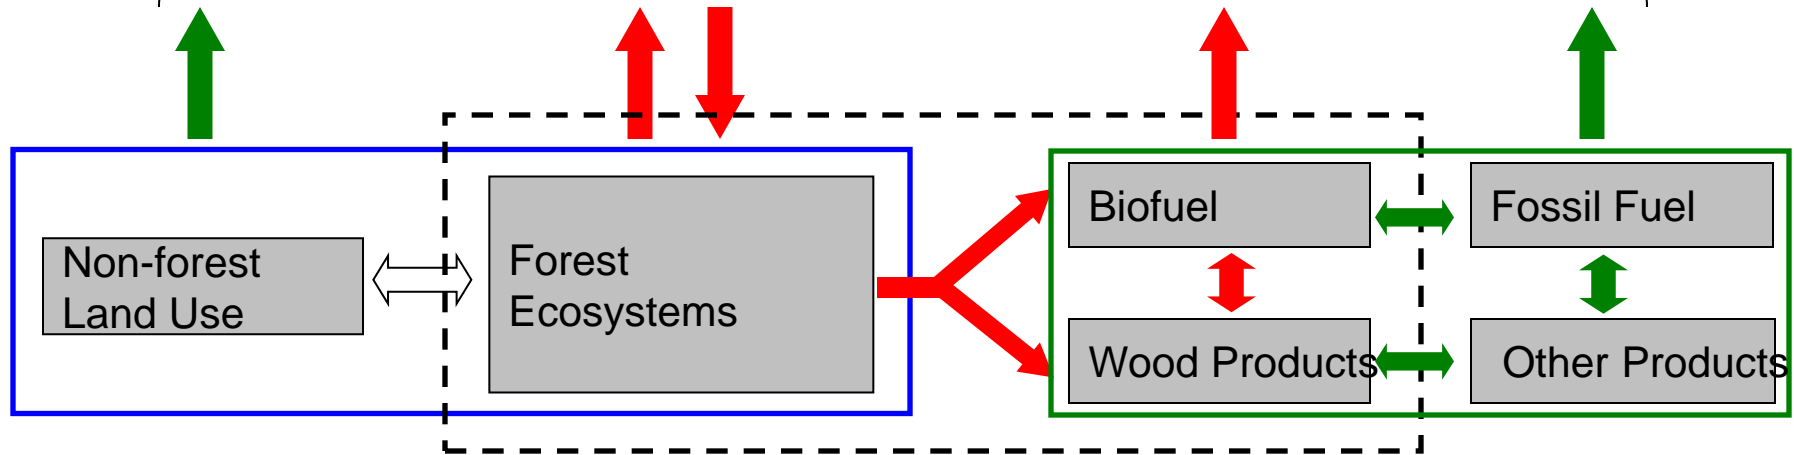 Non-forest
Land Use
Forest
Ecosystems
Biofuel
Wood Products
Fossil Fuel
Other Products